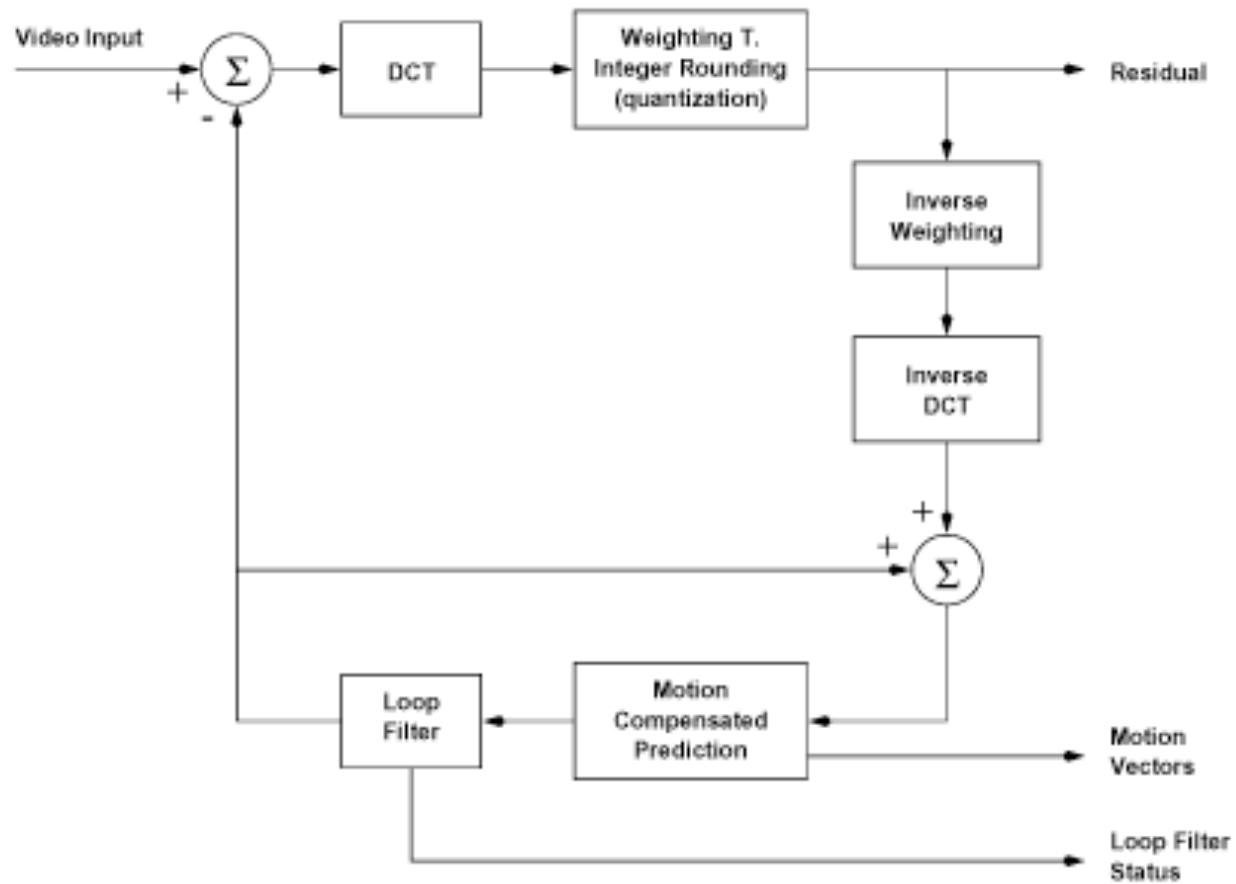 Video Input
Σ
+
-
DCT
Weighting T.
Integer Rounding
(quantization)
Residual
Inverse
Weighting
Inverse
DCT
+
+
Σ
Loop
Filter
Motion
Compensated
Prediction
Motion
Vectors
Loop Filter
Status